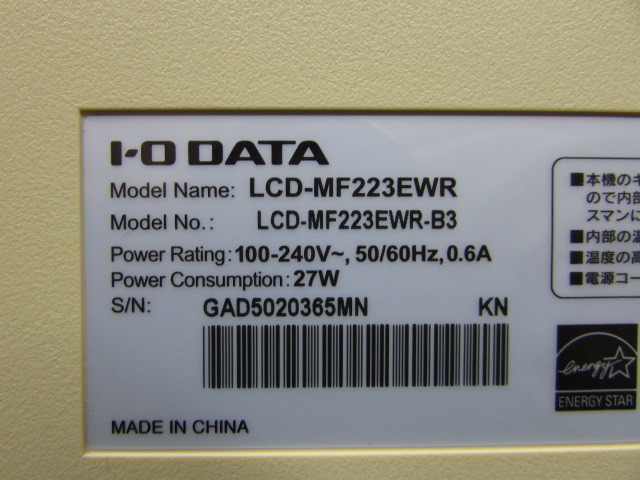 I-O DATA
Model Name: LCD-MF223EWR
Model No.: LCD-MF223EWR-B3
Power Rating: 100-240V~, 50/60Hz, 0.6A
Power Consumption: 27W
S/N: GAD5020365MN KN
MADE IN CHINA
■本機のキ
ので内部
スマンに
■内部の温
■温度の高
■電源コー
energy
ENERGY STAR